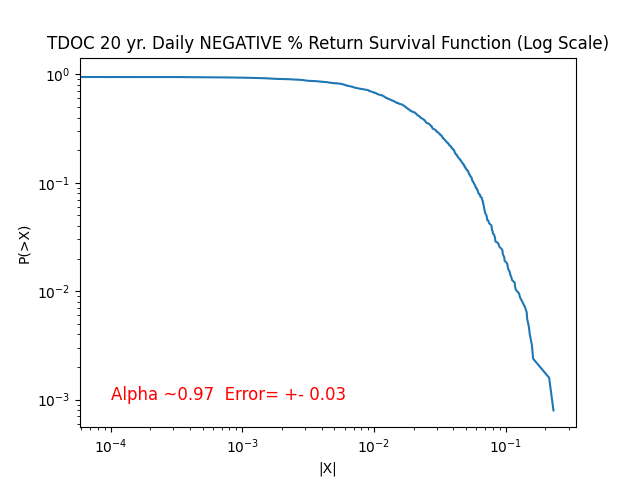 TDOC 20 yr. Daily NEGATIVE % Return Survival Function (Log Scale)
10⁰
10⁻¹
10⁻²
10⁻³
P(>X)
Alpha ~0.97  Error= +- 0.03
10⁻⁴ 10⁻³ 10⁻² 10⁻¹
|X|